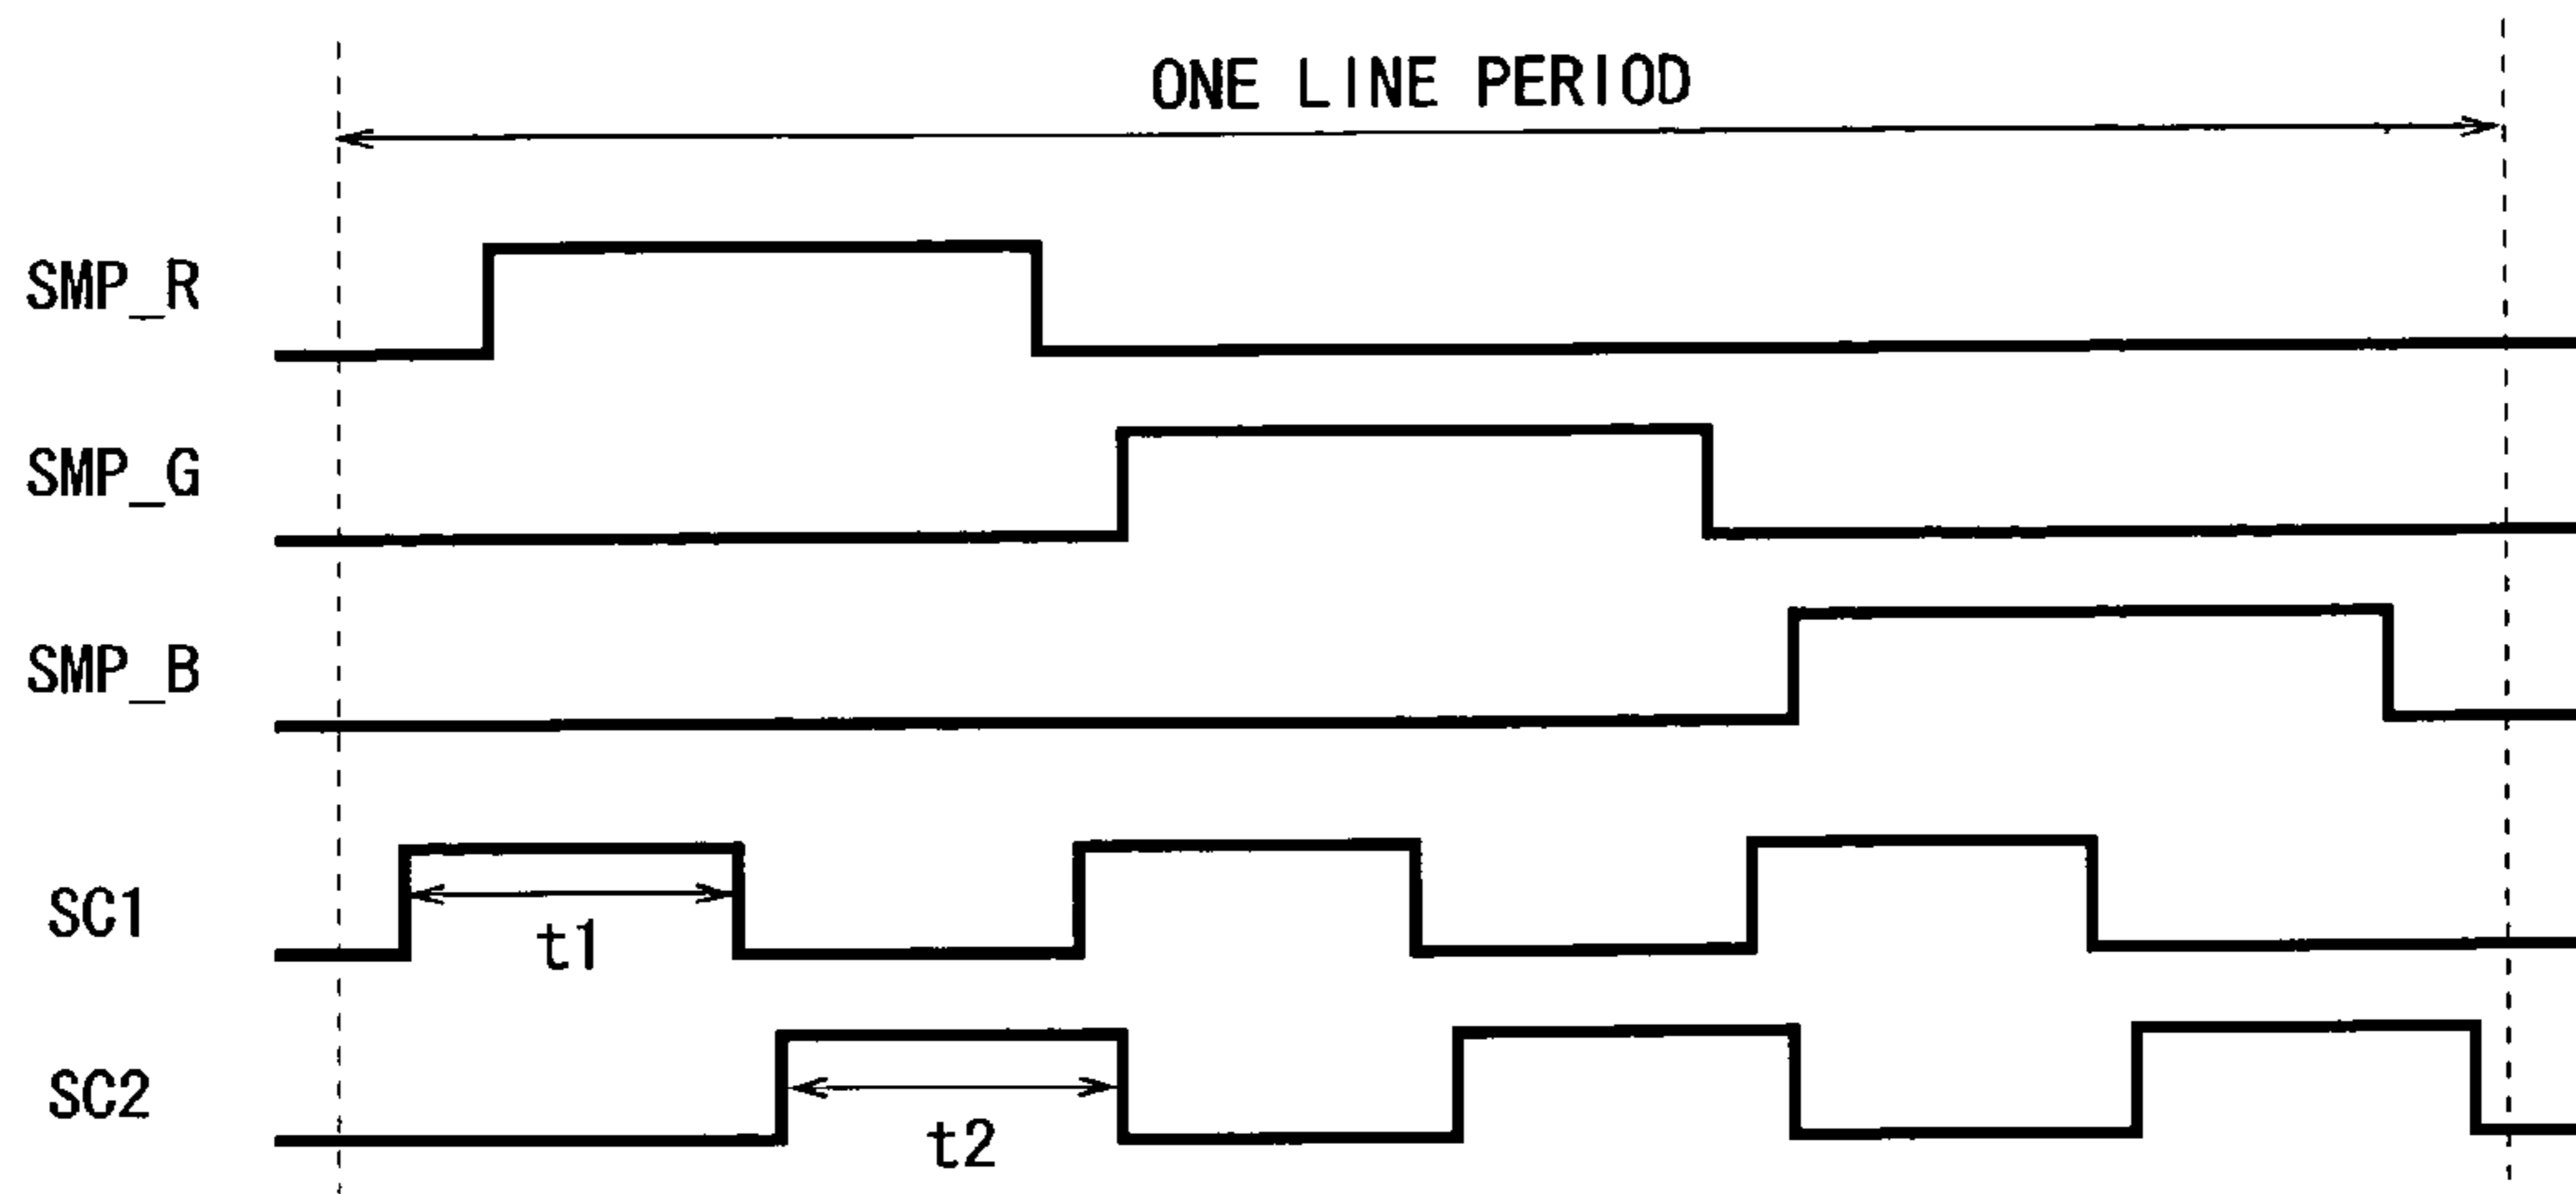 ONE LINE PERIOD
SMP_R
SMP_G
SMP_B
SC1
t1
SC2
t2